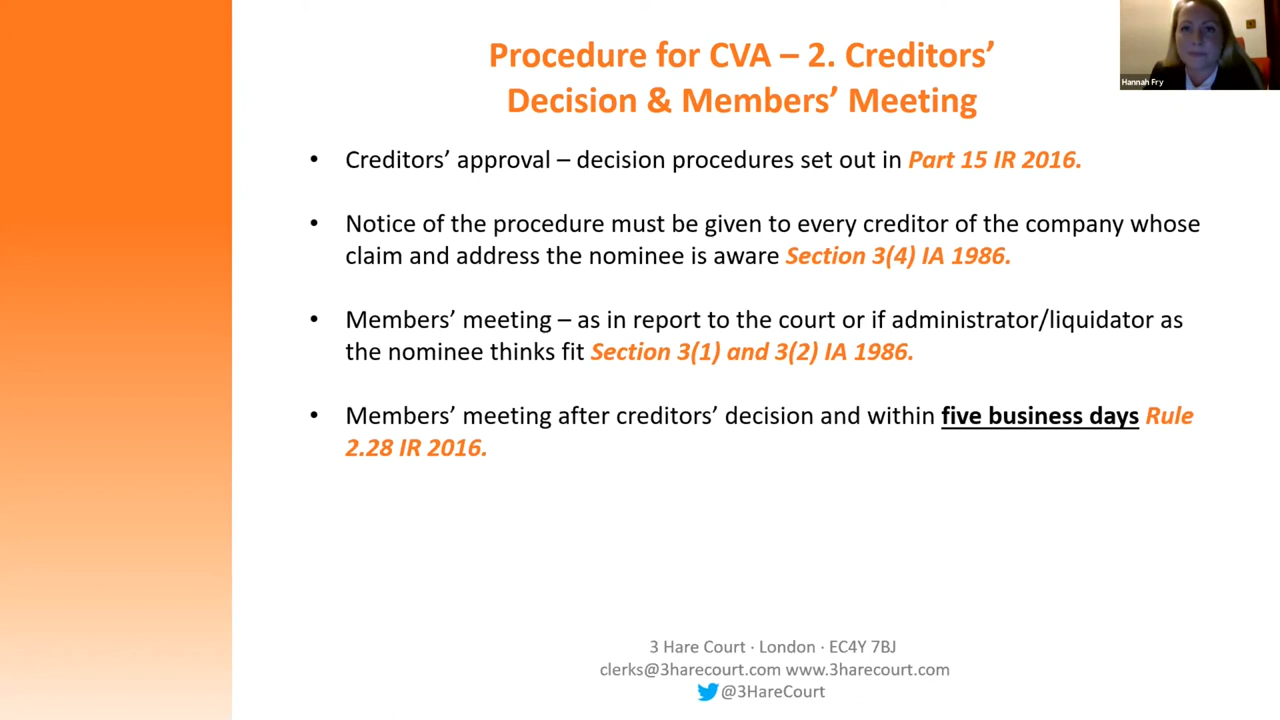 Procedure for CVA – 2. Creditors’
Decision & Members’ Meeting
Hannah Fry
• Creditors’ approval – decision procedures set out in Part 15 IR 2016.
• Notice of the procedure must be given to every creditor of the company whose
claim and address the nominee is aware Section 3(4) IA 1986.
• Members’ meeting – as in report to the court or if administrator/liquidator as
the nominee thinks fit Section 3(1) and 3(2) IA 1986.
• Members’ meeting after creditors’ decision and within five business days Rule
2.28 IR 2016.
3 Hare Court · London · EC4Y 7BJ
clerks@3harecourt.com www.3harecourt.com
@3HareCourt